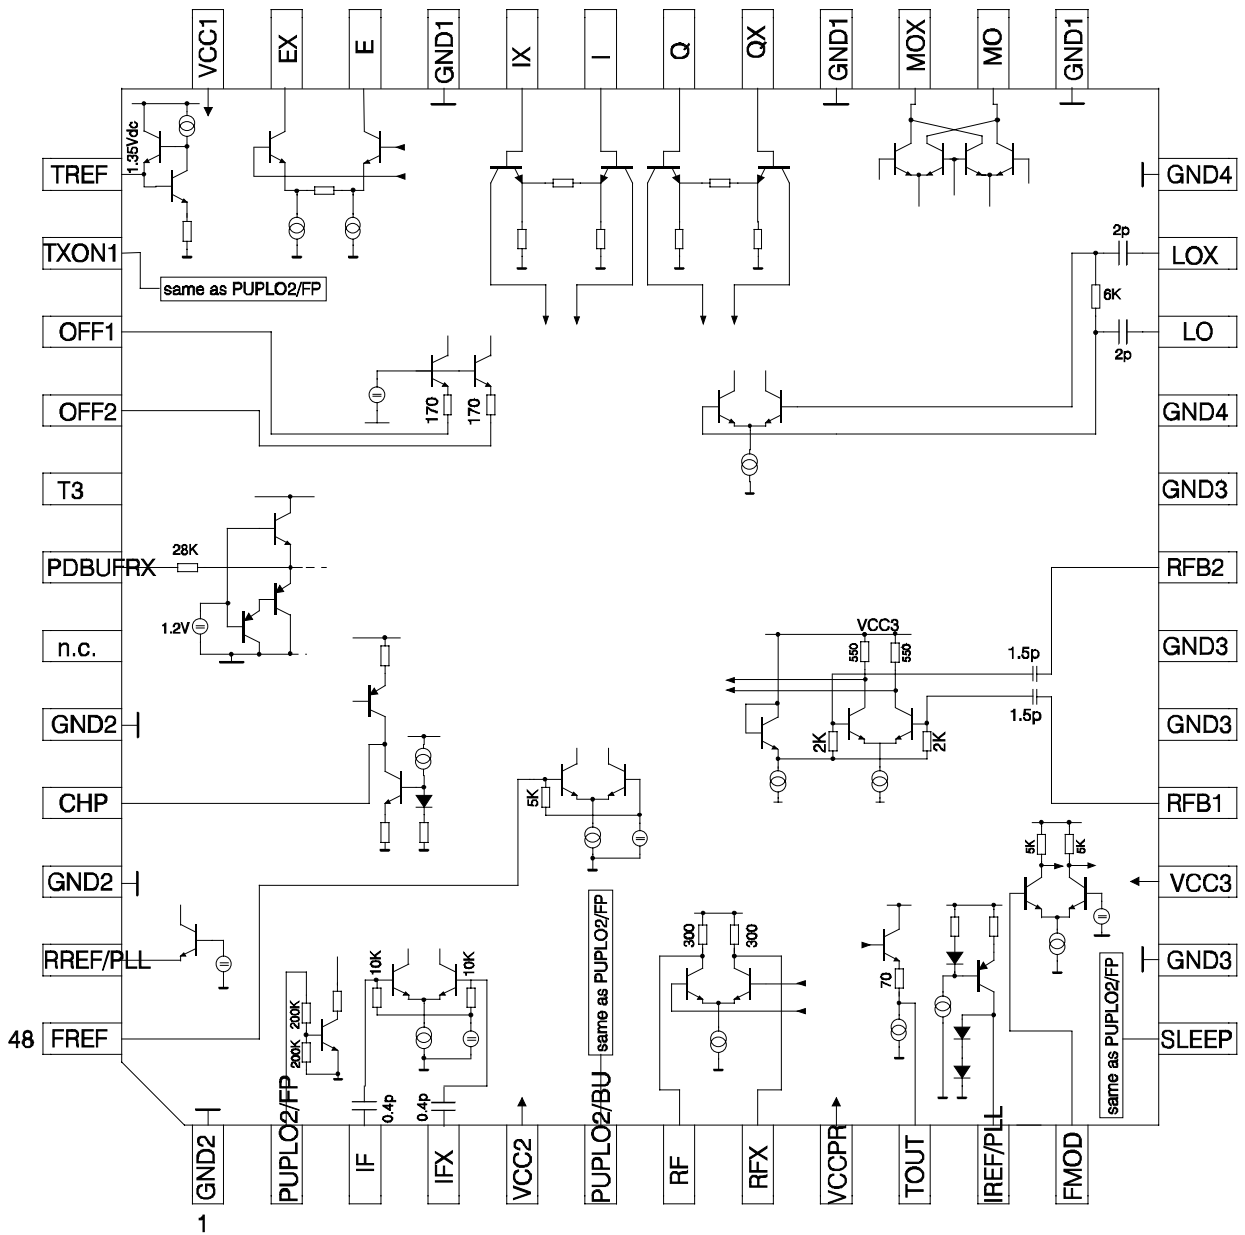 VCC1
EX
E
GND1
IX
I
Q
QX
GND1
MOX
MO
GND1
1.35Vdc
TREF
GND4
TXON1
same as PUPLO2/FP
2p
LOX
6K
OFF1
LO
2p
OFF2
170
170
GND4
T3
GND3
28K
PDBUFRX
RFB2
1.2V
n.c.
VCC3
550
550
1.5p
GND3
1.5p
GND2
2K
2K
GND3
CHP
5K
RFB1
5K
5K
GND2
VCC3
same as PUPLO2/FP
300
300
RREF/PLL
10K
10K
70
GND3
200K
200K
same as PUPLO2/FP
48
FREF
SLEEP
0.4p
0.4p
GND2
PUPLO2/FP
IF
IFX
VCC2
PUPLO2/BU
RF
RFX
VCCPR
TOUT
IREF/PLL
FMOD
1